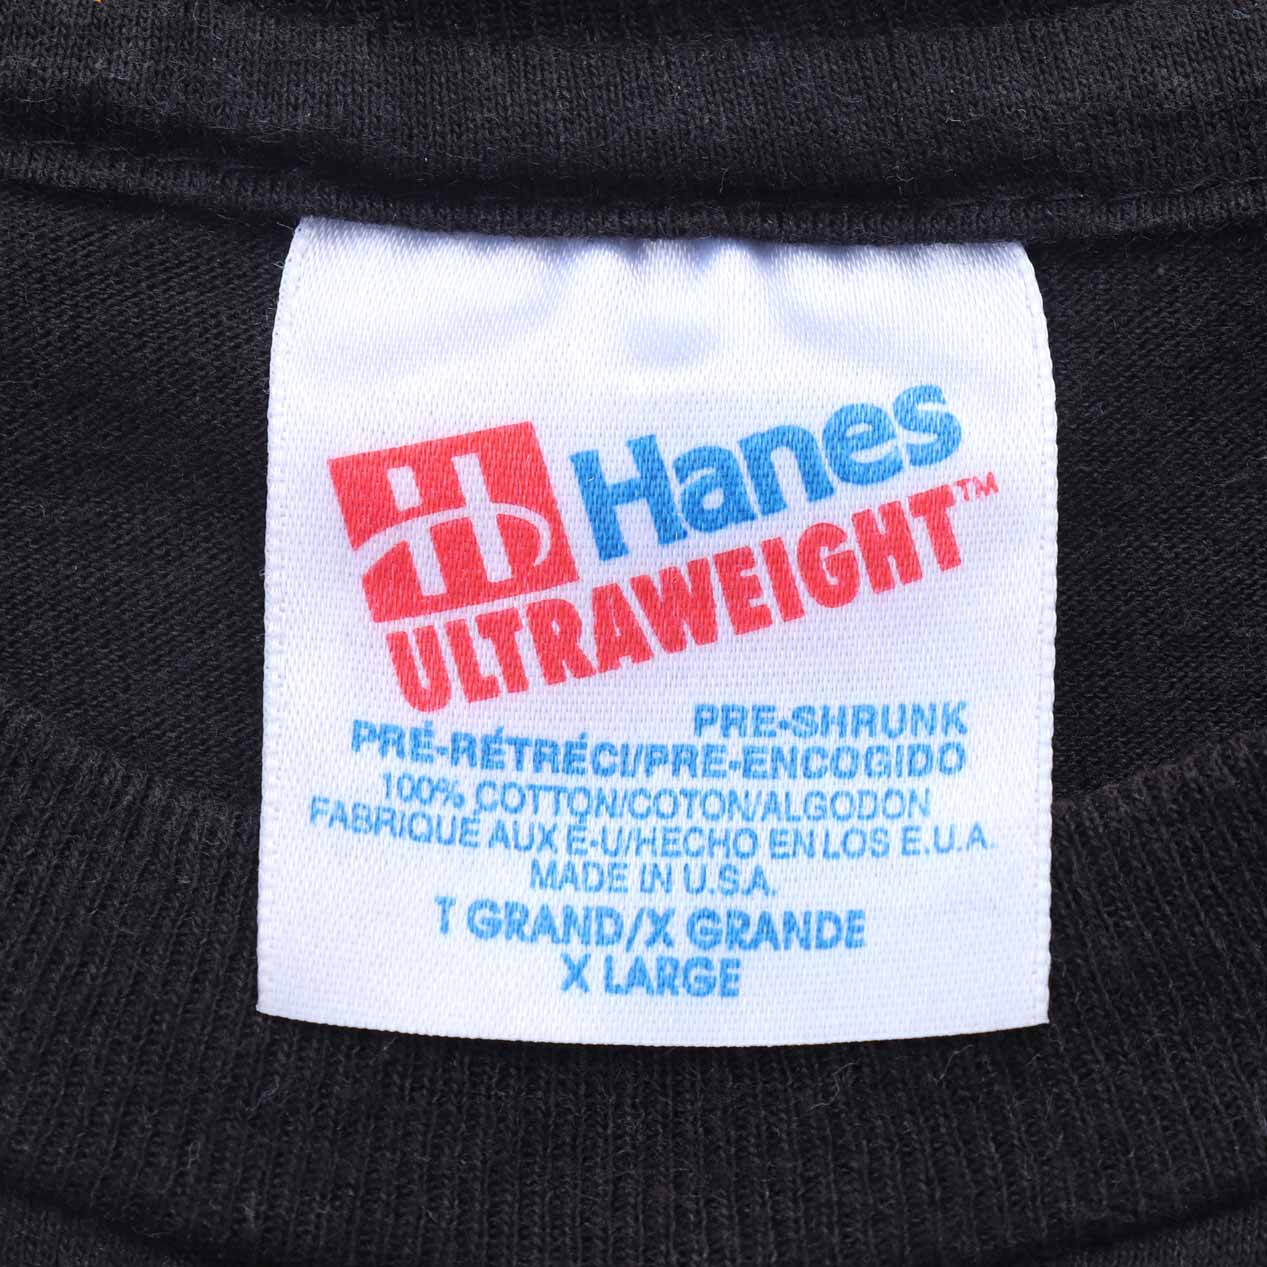 Hanes
ULTRAWEIGHT™
PRE-SHRUNK
PRÉ-RÉTRÉCI/PRE-ENCOGIDO
100% COTTON/COTON/ALGODON
FABRIQUE AUX E-U/HECHO EN LOS E.U.A.
MADE IN U.S.A.
T GRAND/X GRANDE
X LARGE